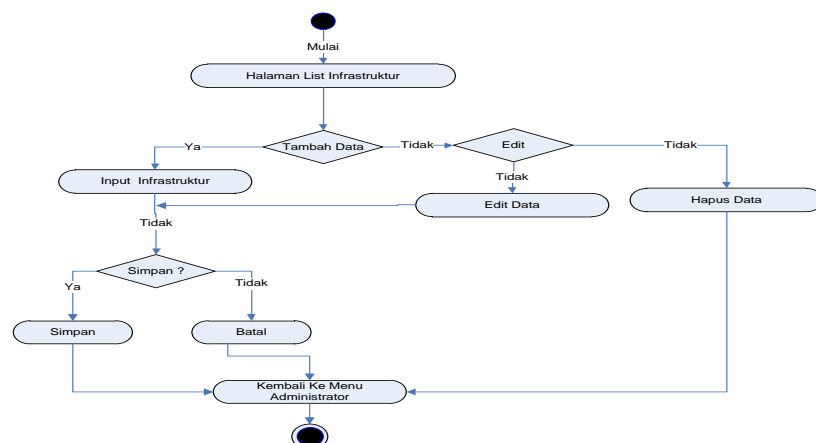 Mulai
Halaman List Infrastruktur
Tambah Data
Ya
Tidak
Edit
Tidak
Tidak
Input Infrastruktur
Edit Data
Hapus Data
Tidak
Simpan ?
Ya
Tidak
Simpan
Batal
Kembali Ke Menu
Administrator